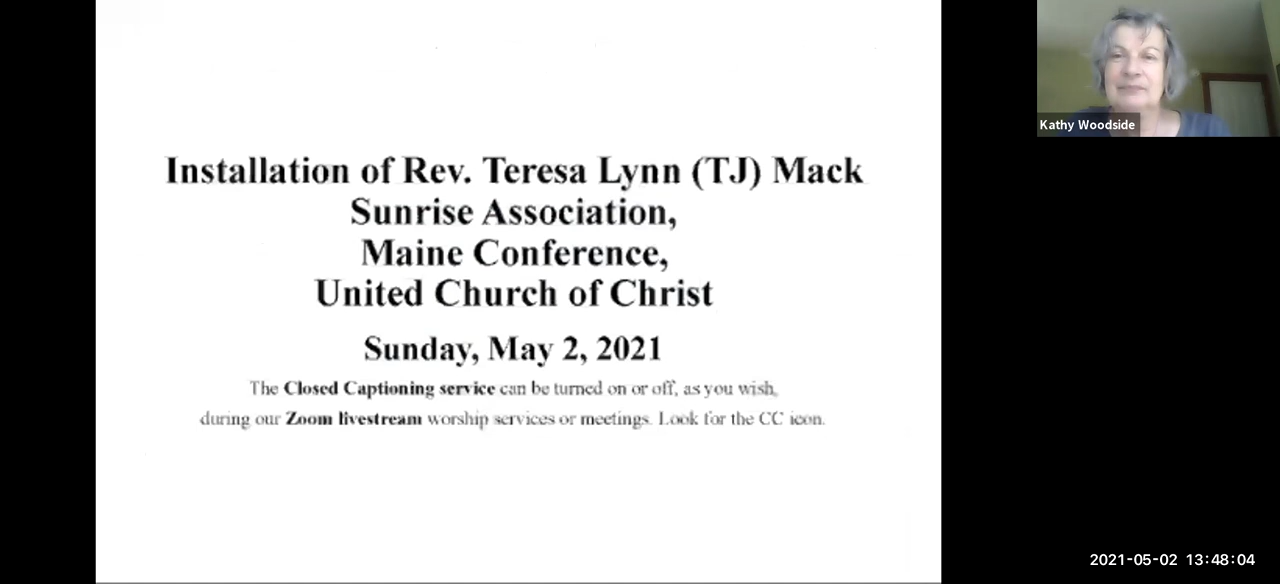 Installation of Rev. Teresa Lynn (TJ) Mack
Sunrise Association,
Maine Conference,
United Church of Christ
Sunday, May 2, 2021
The Closed Captioning service can be turned on or off, as you wish,
during our Zoom livestream worship services or meetings. Look for the CC icon.
Kathy Woodside
2021-05-02 13:48:04